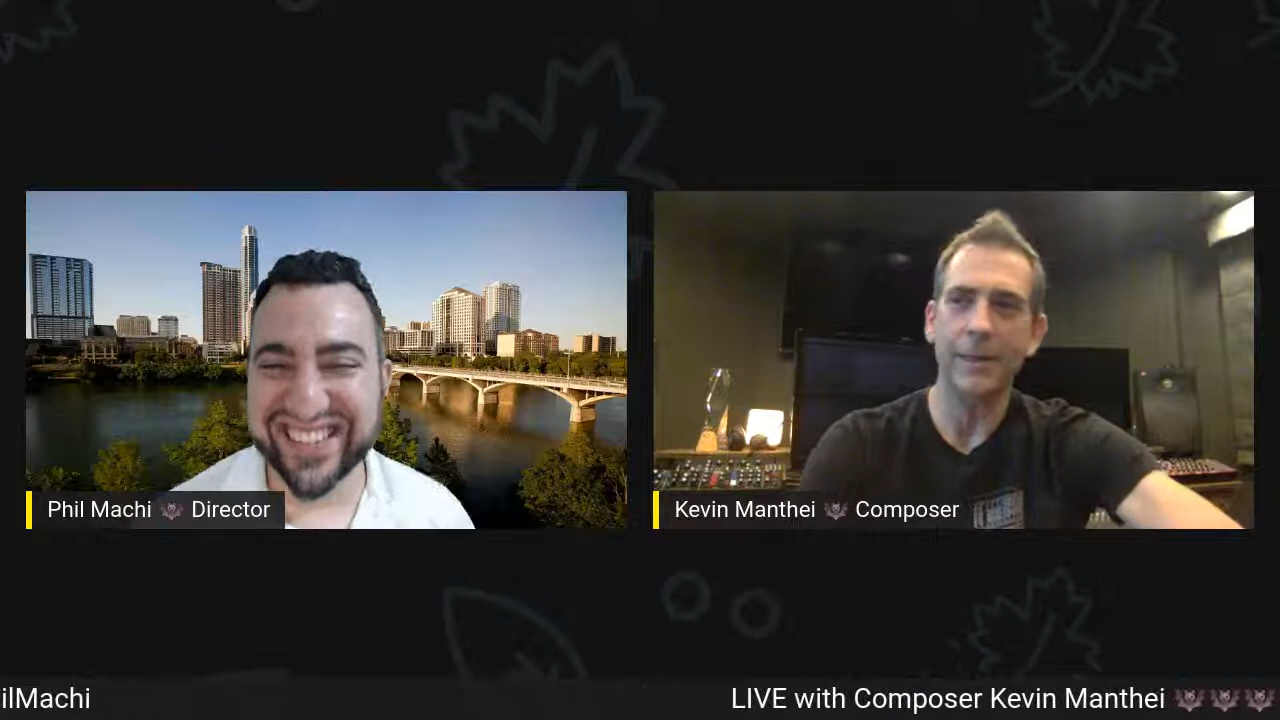 Phil Machi Director
Kevin Manthei Composer
ilMachi
LIVE with Composer Kevin Manthei